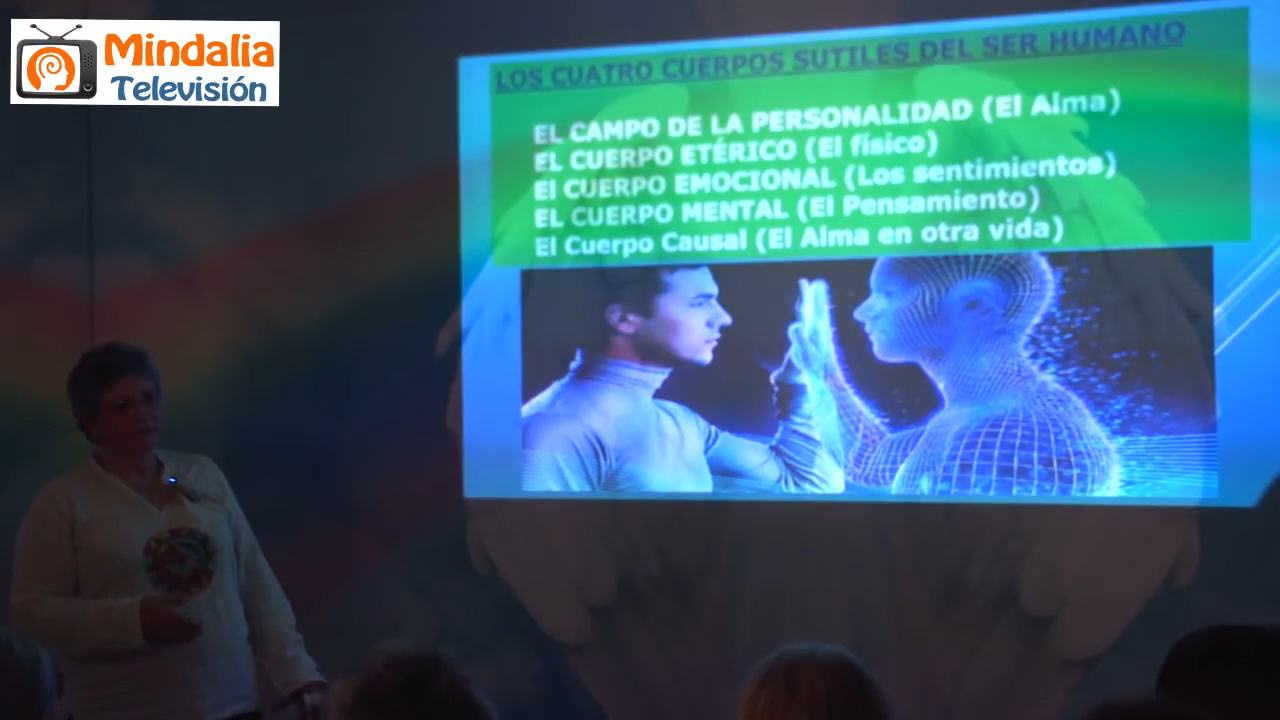 Mindalia
Televisión
LOS CUATRO CUERPOS SUTILES DEL SER HUMANO
EL CAMPO DE LA PERSONALIDAD (El Alma)
EL CUERPO ETÉRICO (El físico)
El CUERPO EMOCIONAL (Los sentimientos)
EL CUERPO MENTAL (El Pensamiento)
El Cuerpo Causal (El Alma en otra vida)